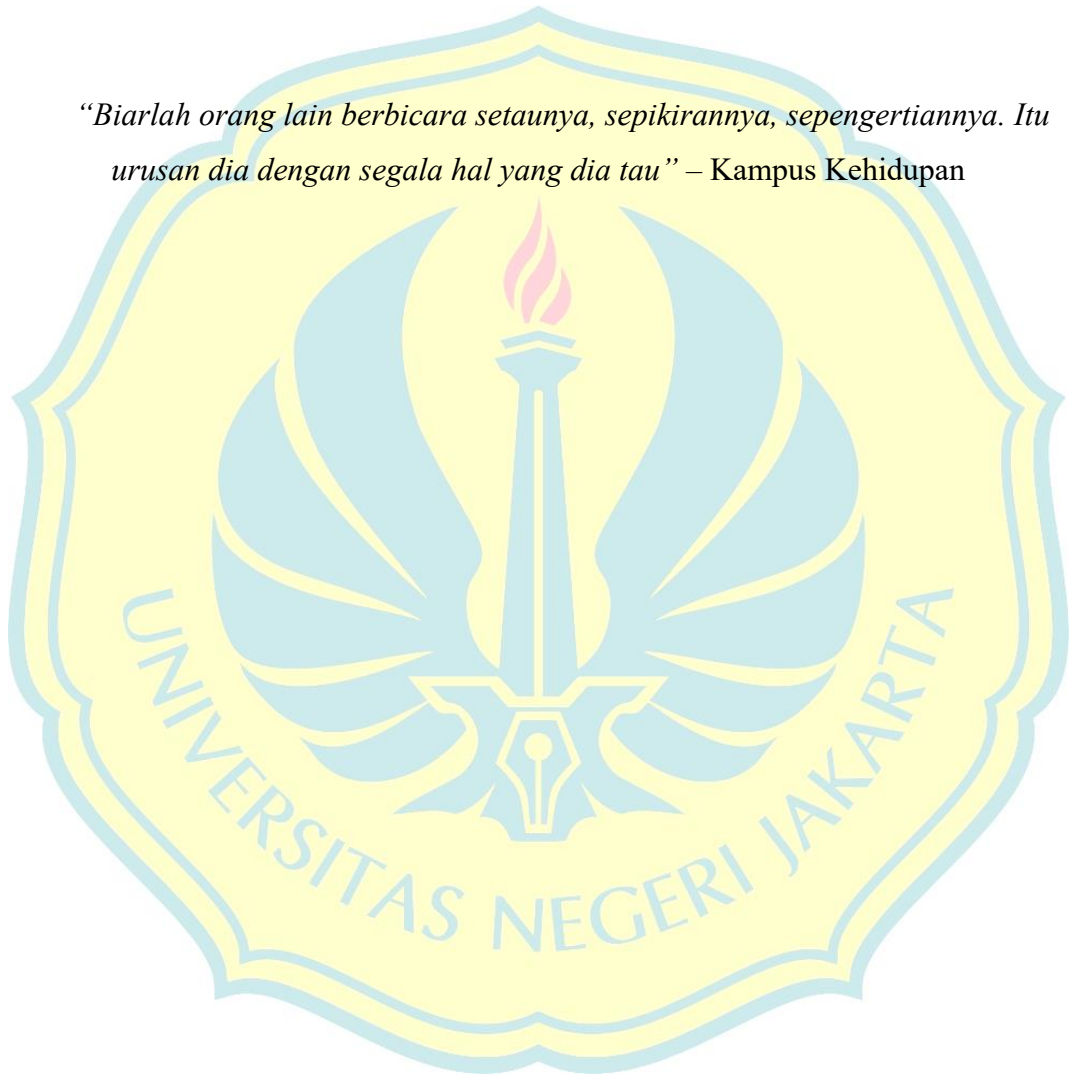 “Biarlah orang lain berbicara setaunya, sepikirannya, sepengertiannya. Itu
urusan dia dengan segala hal yang dia tau” – Kampus Kehidupan
UNIVERSITAS NEGERI JAKARTA